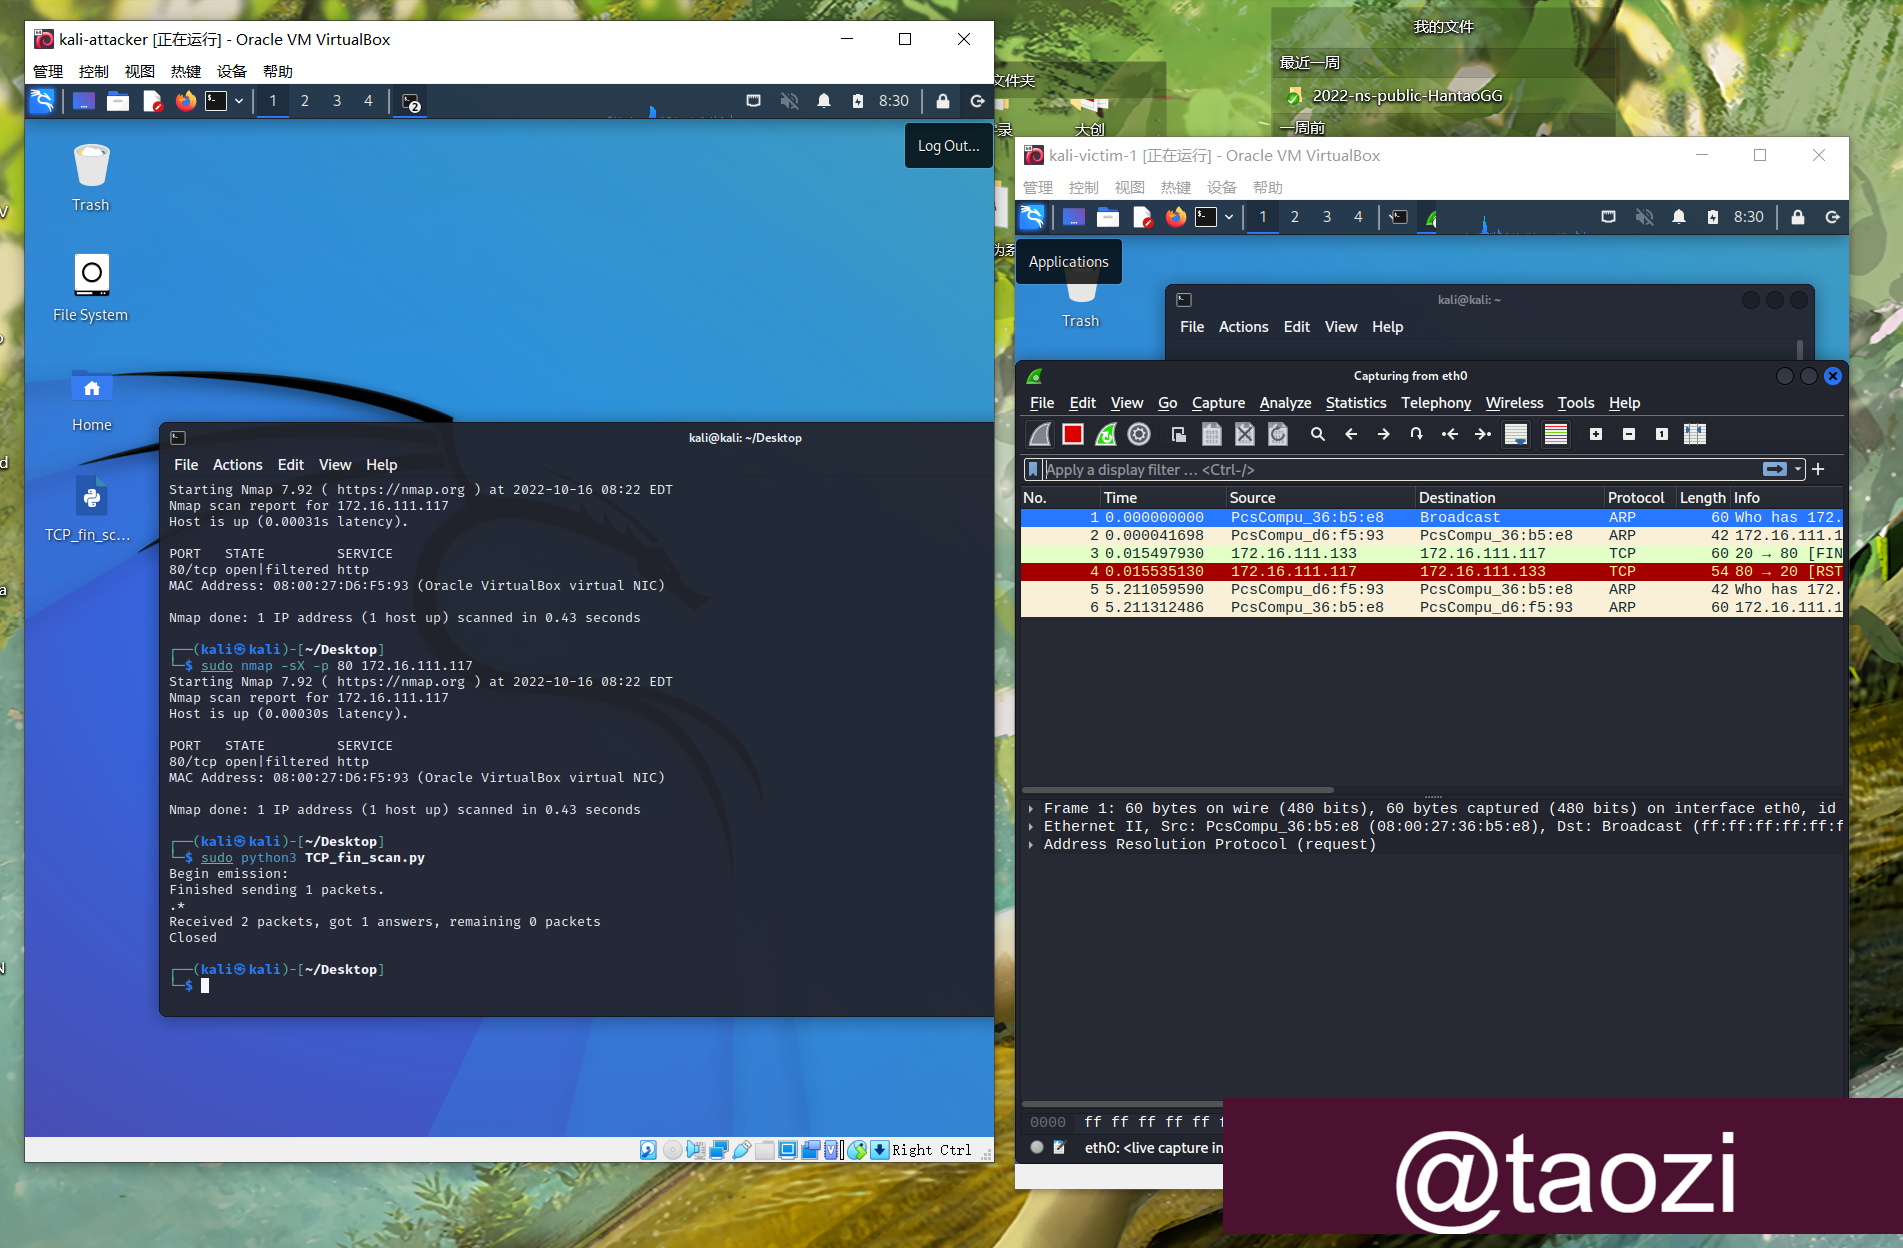 kali-attacker [正在运行] - Oracle VM VirtualBox
管理 控制 视图 热键 设备 帮助
1 2 3 4 2 8:30
Log Out...
Trash
File System
Home
TCP_fin_sc...
kali@kali: ~/Desktop
File Actions Edit View Help
Starting Nmap 7.92 ( https://nmap.org ) at 2022-10-16 08:22 EDT
Nmap scan report for 172.16.111.117
Host is up (0.00031s latency).
PORT STATE SERVICE
80/tcp open|filtered http
MAC Address: 08:00:27:D6:F5:93 (Oracle VirtualBox virtual NIC)
Nmap done: 1 IP address (1 host up) scanned in 0.43 seconds
┌──(kali㉿kali)-[~/Desktop]
└─$ sudo nmap -sX -p 80 172.16.111.117
Starting Nmap 7.92 ( https://nmap.org ) at 2022-10-16 08:22 EDT
Nmap scan report for 172.16.111.117
Host is up (0.00030s latency).
PORT STATE SERVICE
80/tcp open|filtered http
MAC Address: 08:00:27:D6:F5:93 (Oracle VirtualBox virtual NIC)
Nmap done: 1 IP address (1 host up) scanned in 0.43 seconds
┌──(kali㉿kali)-[~/Desktop]
└─$ sudo python3 TCP_fin_scan.py
Begin emission:
Finished sending 1 packets.
.*
Received 2 packets, got 1 answers, remaining 0 packets
Closed
┌──(kali㉿kali)-[~/Desktop]
└─$
Right Ctrl
文件夹
大创
我的文件
最近一周
2022-ns-public-HantaoGG
一周前
kali-victim-1 [正在运行] - Oracle VM VirtualBox
管理 控制 视图 热键 设备 帮助
1 2 3 4 8:30
Applications
Trash
kali@kali: ~
File Actions Edit View Help
Capturing from eth0
File Edit View Go Capture Analyze Statistics Telephony Wireless Tools Help
Apply a display filter ... <Ctrl-/>
No. Time Source Destination Protocol Length Info
1 0.000000000 PcsCompu_36:b5:e8 Broadcast ARP 60 Who has 172.
2 0.000041698 PcsCompu_d6:f5:93 PcsCompu_36:b5:e8 ARP 42 172.16.111.1
3 0.015497930 172.16.111.133 172.16.111.117 TCP 60 20 → 80 [FIN
4 0.015535130 172.16.111.117 172.16.111.133 TCP 54 80 → 20 [RST
5 5.211059590 PcsCompu_d6:f5:93 PcsCompu_36:b5:e8 ARP 42 Who has 172.
6 5.211312486 PcsCompu_36:b5:e8 PcsCompu_d6:f5:93 ARP 60 172.16.111.1
Frame 1: 60 bytes on wire (480 bits), 60 bytes captured (480 bits) on interface eth0, id
Ethernet II, Src: PcsCompu_36:b5:e8 (08:00:27:36:b5:e8), Dst: Broadcast (ff:ff:ff:ff:ff:f
Address Resolution Protocol (request)
0000 ff ff ff ff ff
eth0: <live capture in
@taozi